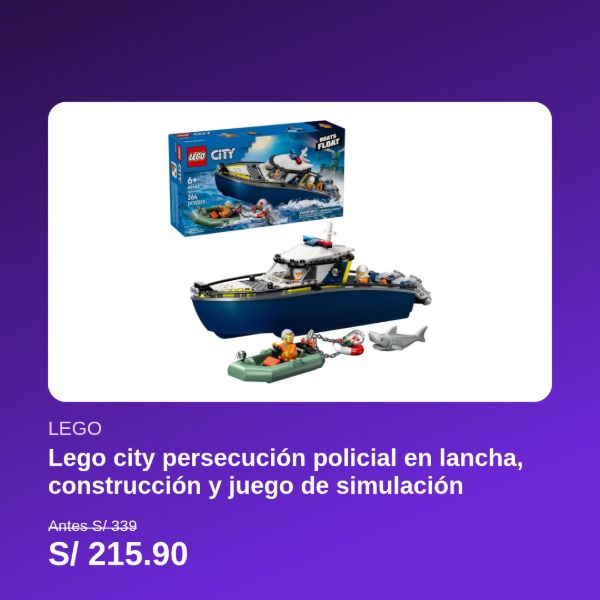 LEGO CITY
BOATS
FLOAT
6+
264
LEGO
Lego city persecución policial en lancha,
construcción y juego de simulación
Antes S/ 339
S/ 215.90